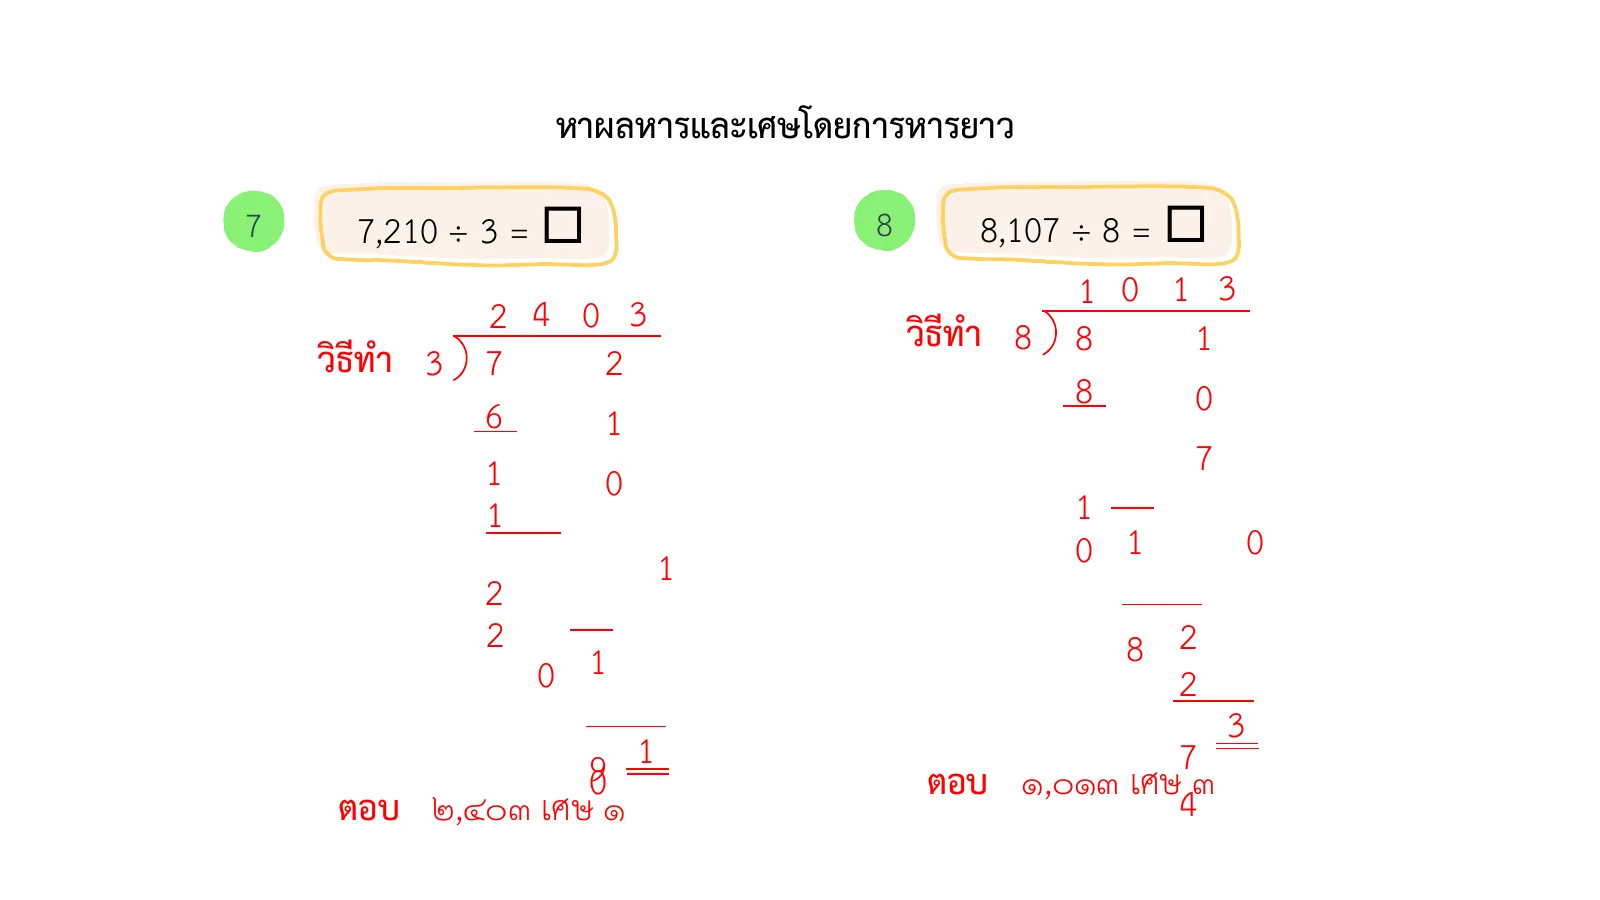 หาผลหารและเศษโดยการหารยาว
7
7,210 ÷ 3 = □
2 4 0 3
วิธีทำ 3 ) 7 2
6 1
1 0
1
1
2
2
0 1
9 1
0
ตอบ ๒,๔๐๓ เศษ ๑
8
8,107 ÷ 8 = □
1 0 1 3
วิธีทำ 8 ) 8 1
8 0
7
1
0 1 0
8 2
2
3
7
ตอบ ๑,๐๑๓ เศษ ๓
4